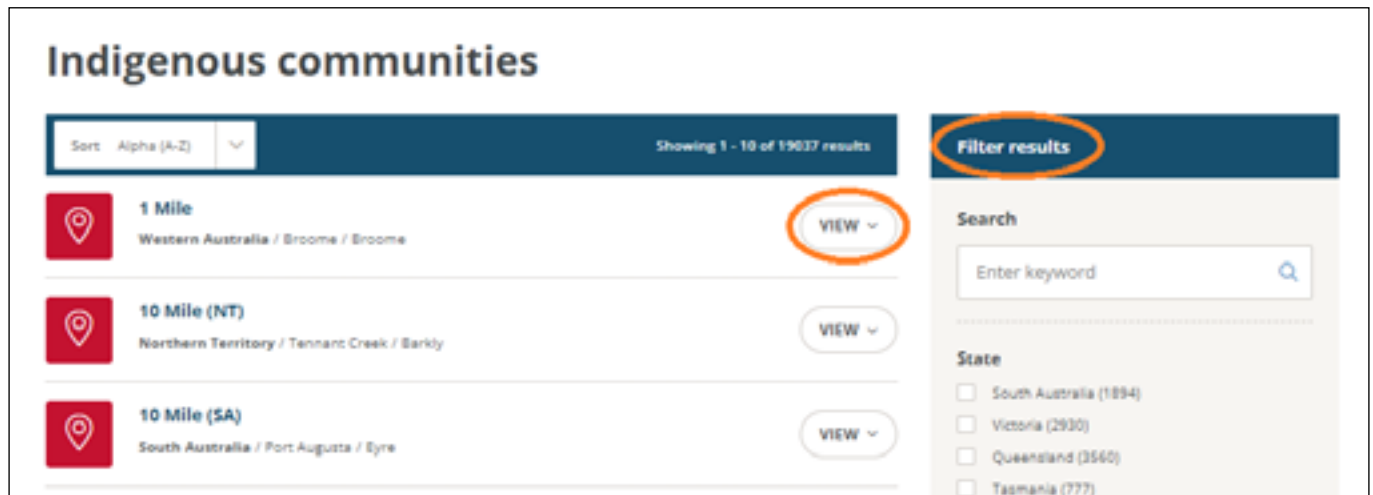 Indigenous communities
Sort Alpha (A-Z)
Showing 1 - 10 of 19037 results
1 Mile
Western Australia / Broome / Broome
VIEW
10 Mile (NT)
Northern Territory / Tennant Creek / Barkly
VIEW
10 Mile (SA)
South Australia / Port Augusta / Eyre
VIEW
Filter results
Search
Enter keyword
State
South Australia (1894)
Victoria (2930)
Queensland (3560)
Tasmania (777)